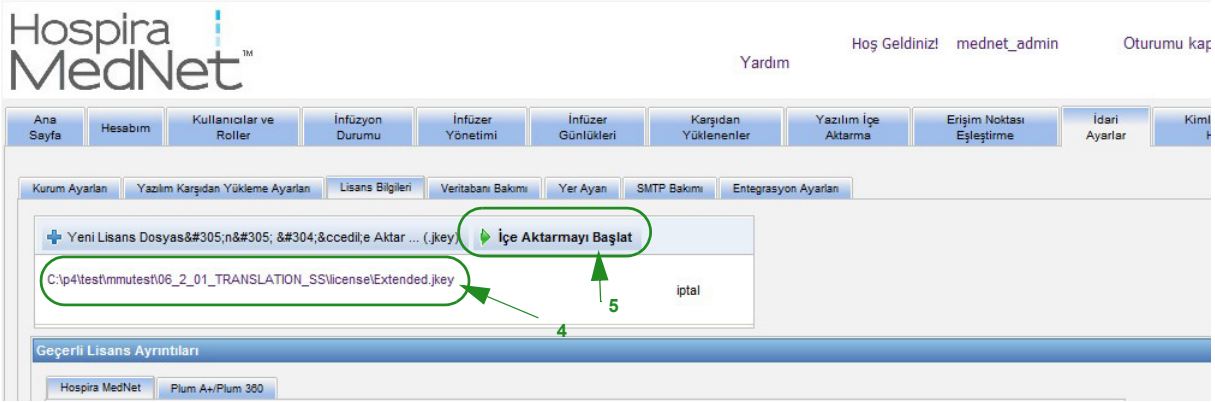 Hospira
MedNet™
Hoş Geldiniz! mednet_admin
Yardım
Ana Sayfa
Hesabım
Kullanıcılar ve Roller
İnfüzyon Durumu
İnfüzer Yönetimi
İnfüzer Günlükleri
Karşıdan Yüklenenler
Yazılım İçe Aktarma
Erişim Noktası Eşleştirme
İdari Ayarlar
Kurum Ayarları
Yazılım Karşıdan Yükleme Ayarları
Lisans Bilgileri
Veritabanı Bakımı
Yer Ayarı
SMTP Bakımı
Entegrasyon Ayarları
Yeni Lisans Dosyas&#305;n&#305; &#304;&ccedil;e Aktar ... (.jkey)
İçe Aktarmayı Başlat
C:\p4\test\mmutest\06_2_01_TRANSLATION_SS\license\Extended.jkey
iptal
5
4
Geçerli Lisans Ayrıntıları
Hospira MedNet
Plum A+/Plum 360